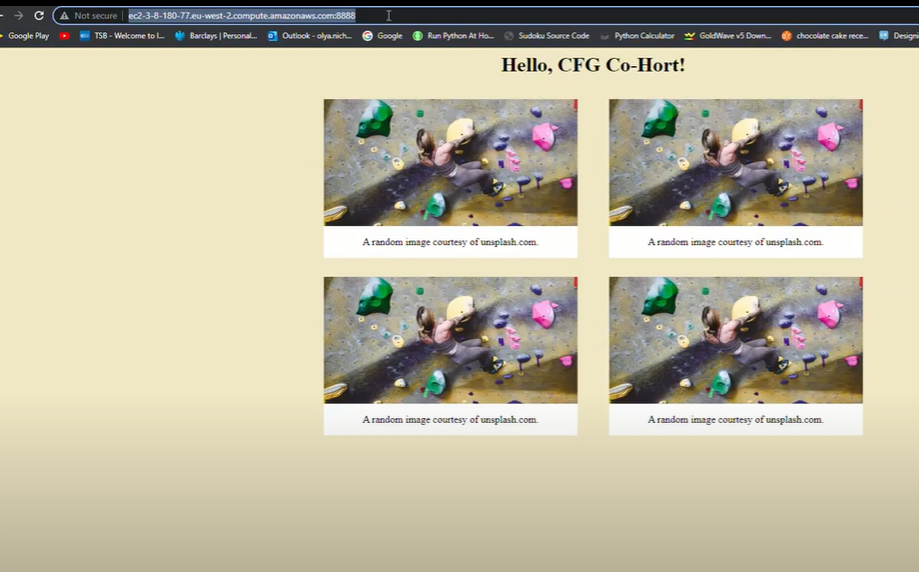 Not secure | ec2-3-8-180-77.eu-west-2.compute.amazonaws.com:8888
Google Play TSB - Welcome to I... Barclays | Personal... Outlook - olya.nich... Google Run Python At Ho... Sudoku Source Code Python Calculator GoldWave v5 Down... chocolate cake rece... Designi
Hello, CFG Co-Hort!
A random image courtesy of unsplash.com. A random image courtesy of unsplash.com.
A random image courtesy of unsplash.com. A random image courtesy of unsplash.com.